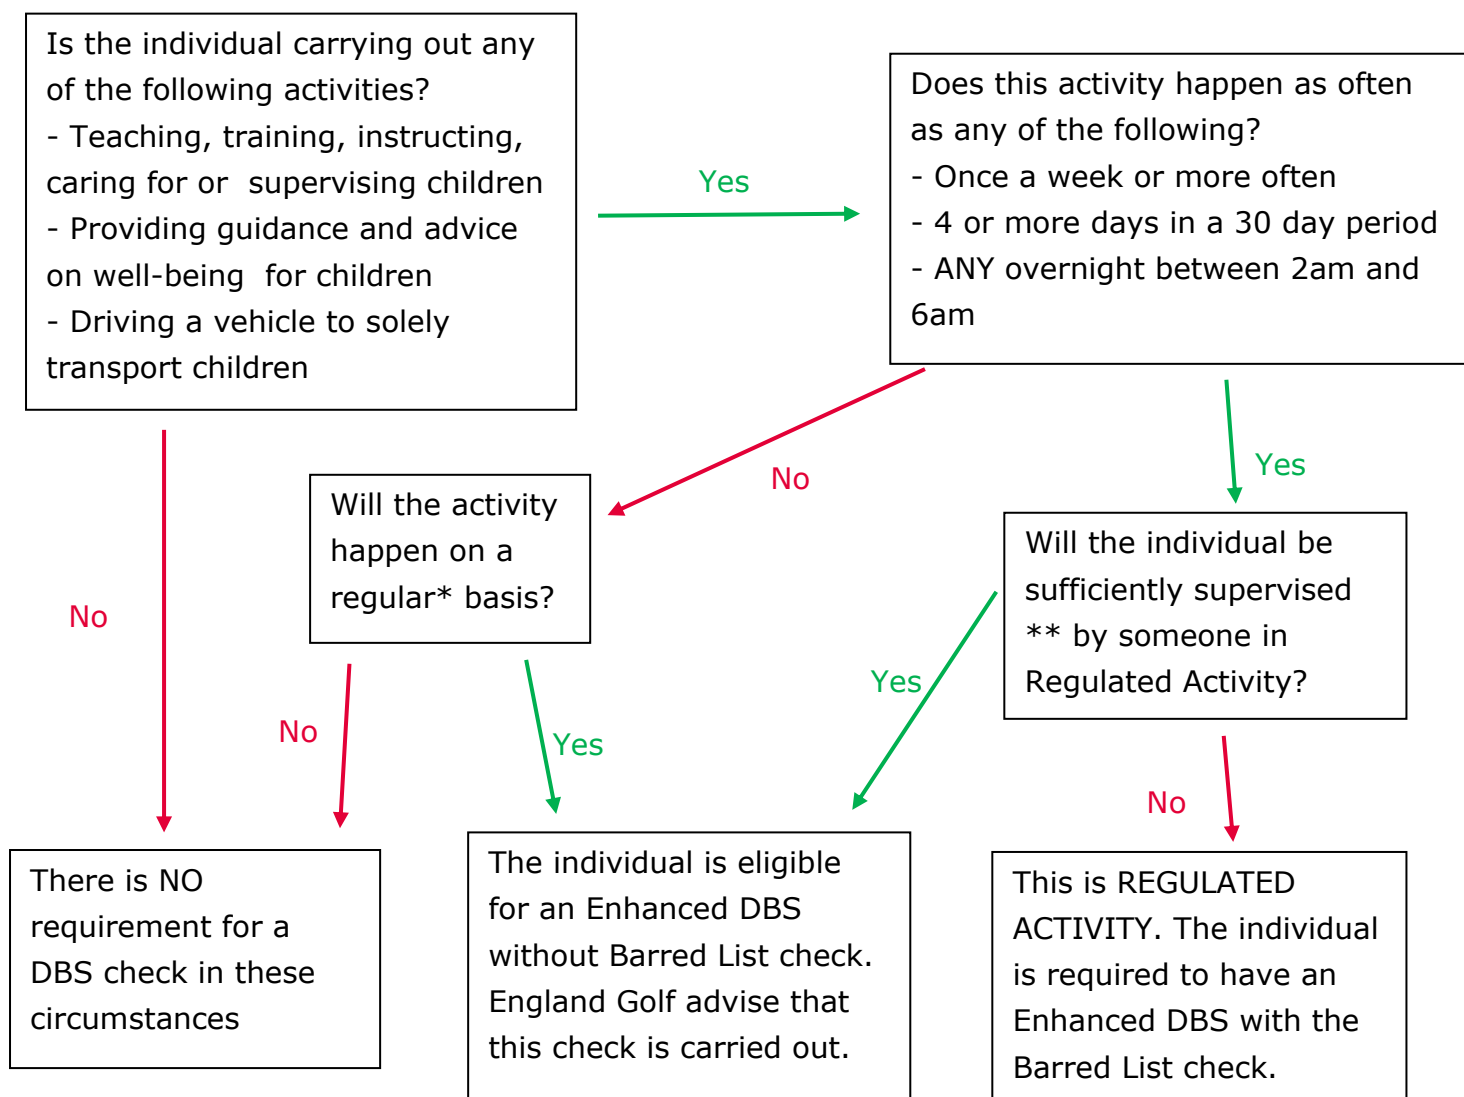 Is the individual carrying out any
of the following activities?
- Teaching, training, instructing,
caring for or  supervising children
- Providing guidance and advice
on well-being  for children
- Driving a vehicle to solely
transport children
Yes
Does this activity happen as often
as any of the following?
- Once a week or more often
- 4 or more days in a 30 day period
- ANY overnight between 2am and
6am
No
Yes
Will the activity
happen on a
regular* basis?
Will the individual be
sufficiently supervised
** by someone in
Regulated Activity?
No
No
Yes
Yes
No
There is NO
requirement for a
DBS check in these
circumstances
The individual is eligible
for an Enhanced DBS
without Barred List check.
England Golf advise that
this check is carried out.
This is REGULATED
ACTIVITY. The individual
is required to have an
Enhanced DBS with the
Barred List check.